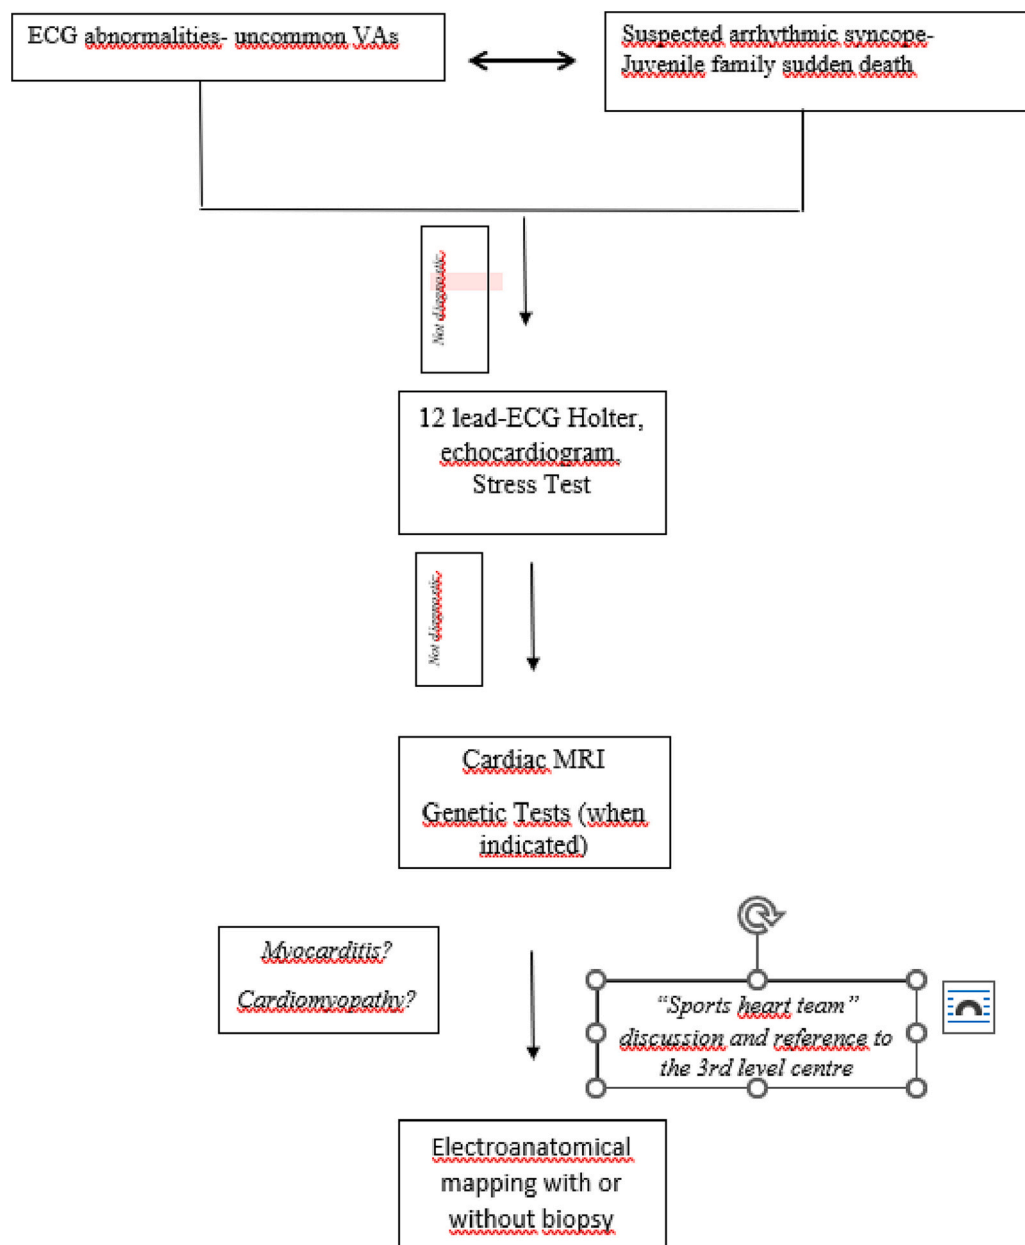 ECG abnormalities- uncommon VAs
Suspected arrhythmic syncope-
Juvenile family sudden death
Not diagnostic
12 lead-ECG Holter,
echocardiogram,
Stress Test
Not diagnostic
Cardiac MRI
Genetic Tests (when
indicated)
Myocarditis?
Cardiomyopathy?
“Sports heart team”
discussion and reference to
the 3rd level centre
Electroanatomical
mapping with or
without biopsy